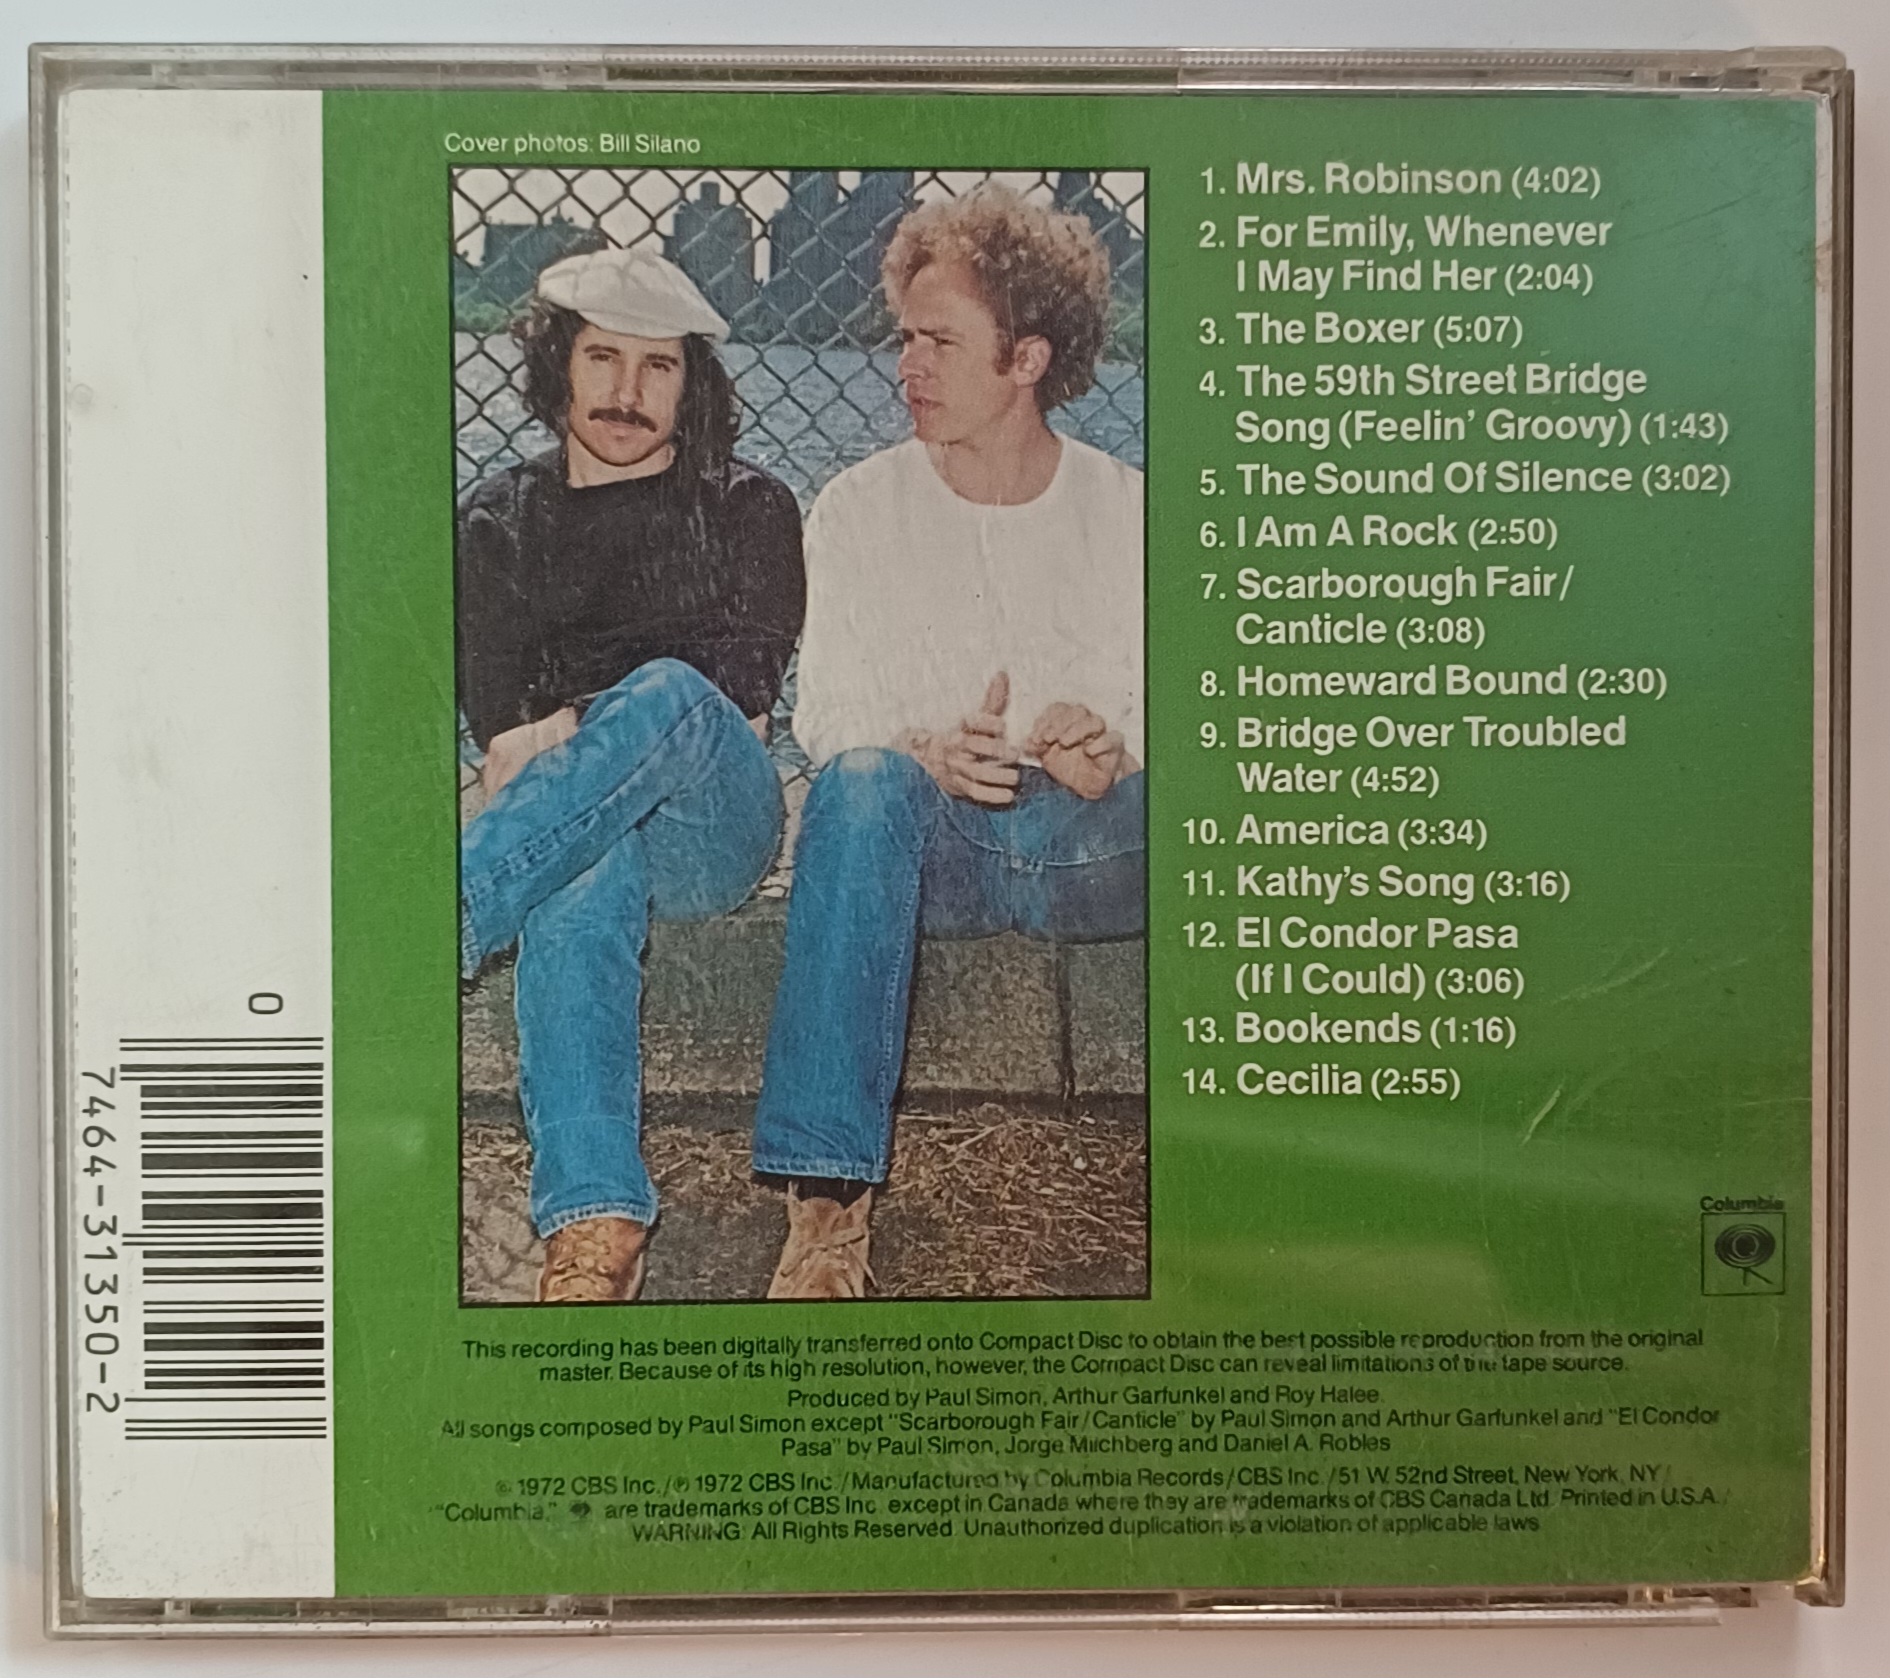 Cover photos: Bill Silano
1. Mrs. Robinson (4:02)
2. For Emily, Whenever
I May Find Her (2:04)
3. The Boxer (5:07)
4. The 59th Street Bridge
Song (Feelin' Groovy) (1:43)
5. The Sound Of Silence (3:02)
6. I Am A Rock (2:50)
7. Scarborough Fair/
Canticle (3:08)
8. Homeward Bound (2:30)
9. Bridge Over Troubled
Water (4:52)
10. America (3:34)
11. Kathy's Song (3:16)
12. El Condor Pasa
(If I Could) (3:06)
13. Bookends (1:16)
14. Cecilia (2:55)
Columbia
0
7464-31350-2
This recording has been digitally transferred onto Compact Disc to obtain the best possible reproduction from the original
master. Because of its high resolution, however, the Compact Disc can reveal limitations of the tape source.
Produced by Paul Simon, Arthur Garfunkel and Roy Halee.
All songs composed by Paul Simon except "Scarborough Fair/Canticle" by Paul Simon and Arthur Garfunkel and "El Condor
Pasa" by Paul Simon, Jorge Milchberg and Daniel A. Robles
© 1972 CBS Inc./℗ 1972 CBS Inc./Manufactured by Columbia Records/CBS Inc./51 W. 52nd Street, New York, NY/
"Columbia," are trademarks of CBS Inc. except in Canada where they are trademarks of CBS Canada Ltd. Printed in U.S.A./
WARNING: All Rights Reserved. Unauthorized duplication is a violation of applicable laws.